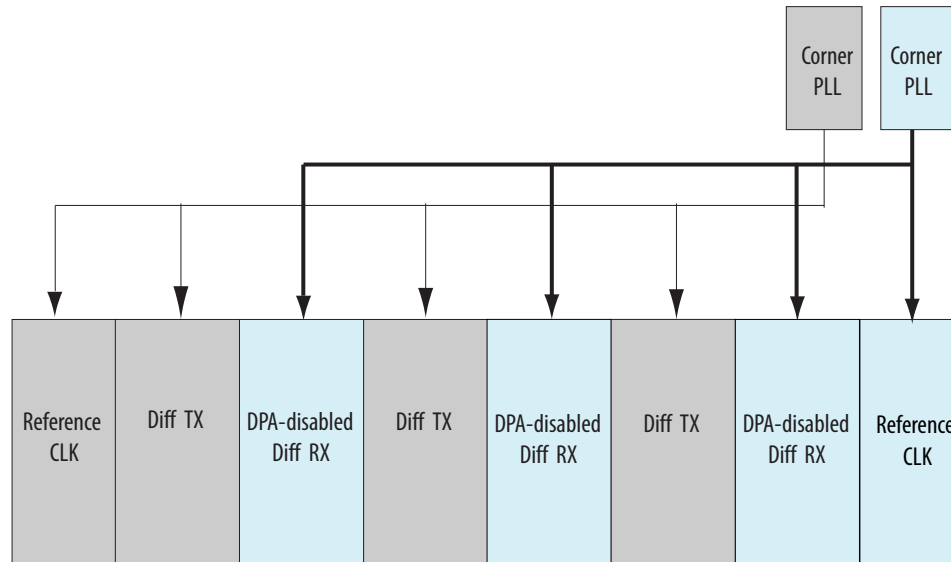 Corner
PLL
Corner
PLL
Reference
CLK
Diff TX
DPA-disabled
Diff RX
Diff TX
DPA-disabled
Diff RX
Diff TX
DPA-disabled
Diff RX
Reference
CLK